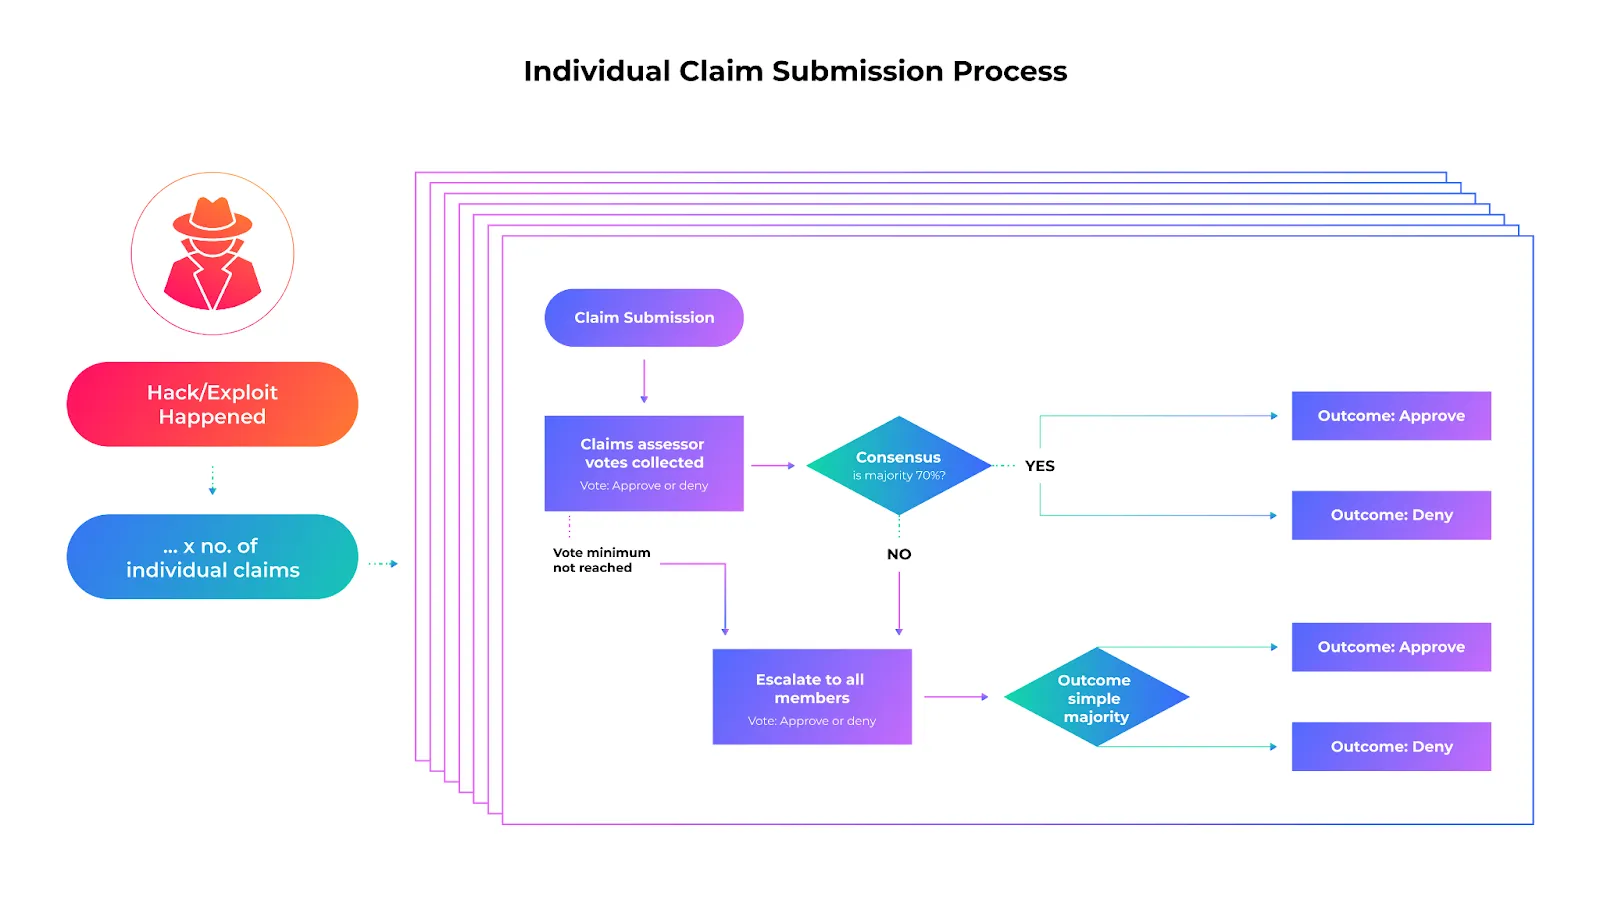 Individual Claim Submission Process
Hack/Exploit
Happened
... x no. of
individual claims
Claim Submission
Claims assessor
votes collected
Vote: Approve or deny
Consensus
is majority 70%?
YES
Outcome: Approve
Outcome: Deny
Vote minimum
not reached
NO
Escalate to all
members
Vote: Approve or deny
Outcome
simple
majority
Outcome: Approve
Outcome: Deny